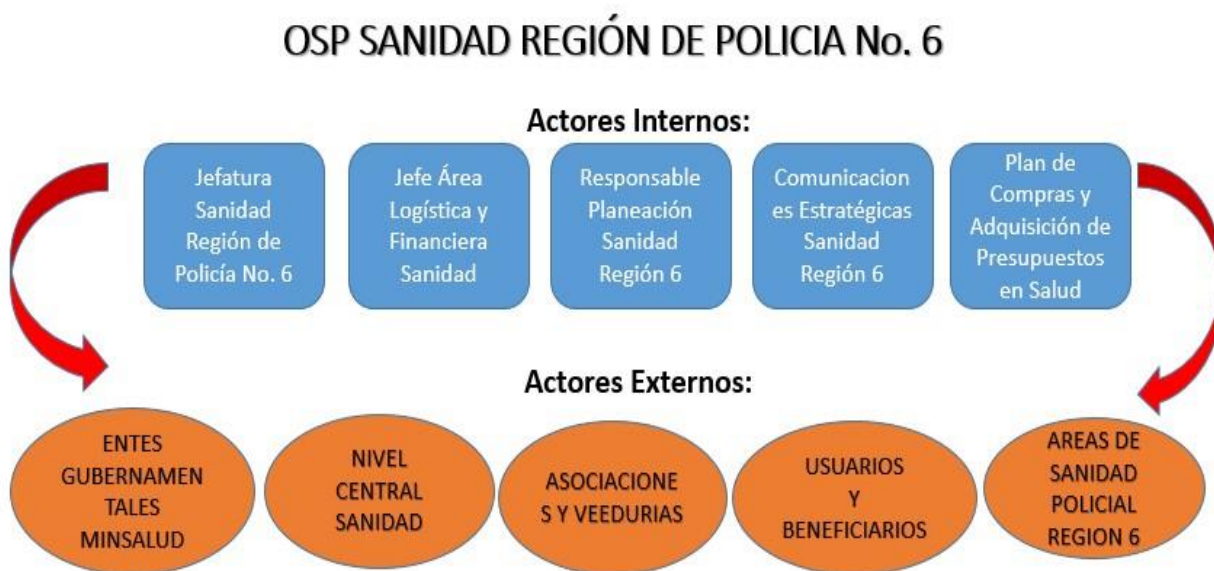 OSP SANIDAD REGIÓN DE POLICIA No. 6
Actores Internos:
Jefatura
Sanidad
Región de
Policía No. 6
Jefe Área
Logística y
Financiera
Sanidad
Responsable
Planeación
Sanidad
Región 6
Comunicacion
es Estratégicas
Sanidad
Región 6
Plan de
Compras y
Adquisición de
Presupuestos
en Salud
Actores Externos:
ENTES
GUBERNAMEN
TALES
MINSALUD
NIVEL
CENTRAL
SANIDAD
ASOCIACIONE
S Y VEEDURIAS
USUARIOS
Y
BENEFICIARIOS
AREAS DE
SANIDAD
POLICIAL
REGION 6